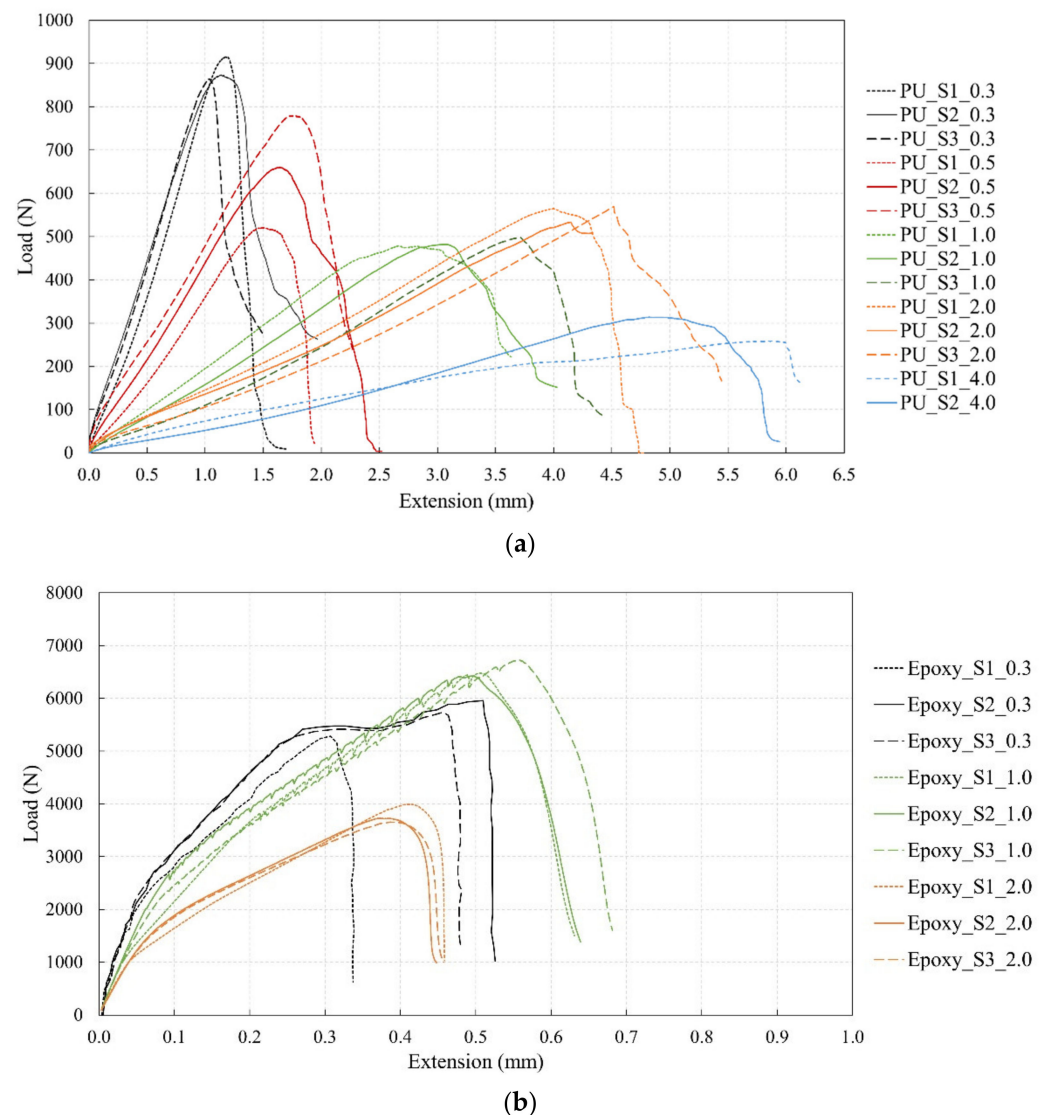 (a)
1000
900
800
700
600
500
400
300
200
100
0
Load (N)
0.0 0.5 1.0 1.5 2.0 2.5 3.0 3.5 4.0 4.5 5.0 5.5 6.0 6.5
Extension (mm)
PU_S1_0.3
PU_S2_0.3
PU_S3_0.3
PU_S1_0.5
PU_S2_0.5
PU_S3_0.5
PU_S1_1.0
PU_S2_1.0
PU_S3_1.0
PU_S1_2.0
PU_S2_2.0
PU_S3_2.0
PU_S1_4.0
PU_S2_4.0
8000
7000
6000
5000
4000
3000
2000
1000
0
Load (N)
0.0 0.1 0.2 0.3 0.4 0.5 0.6 0.7 0.8 0.9 1.0
Extension (mm)
Epoxy_S1_0.3
Epoxy_S2_0.3
Epoxy_S3_0.3
Epoxy_S1_1.0
Epoxy_S2_1.0
Epoxy_S3_1.0
Epoxy_S1_2.0
Epoxy_S2_2.0
Epoxy_S3_2.0
(b)